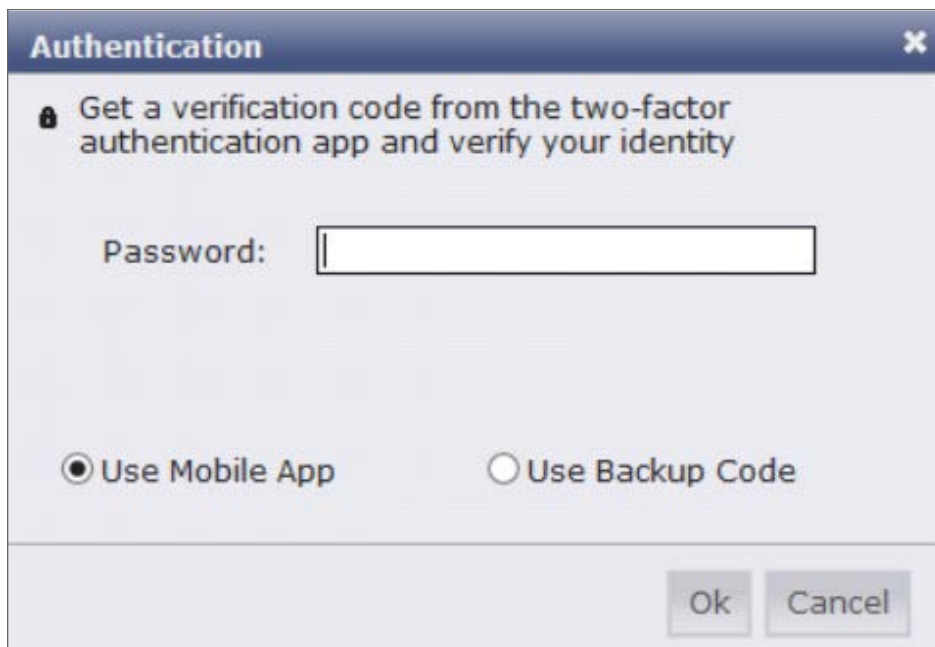 Authentication
Get a verification code from the two-factor
authentication app and verify your identity
Password:
Use Mobile App
Use Backup Code
Ok
Cancel